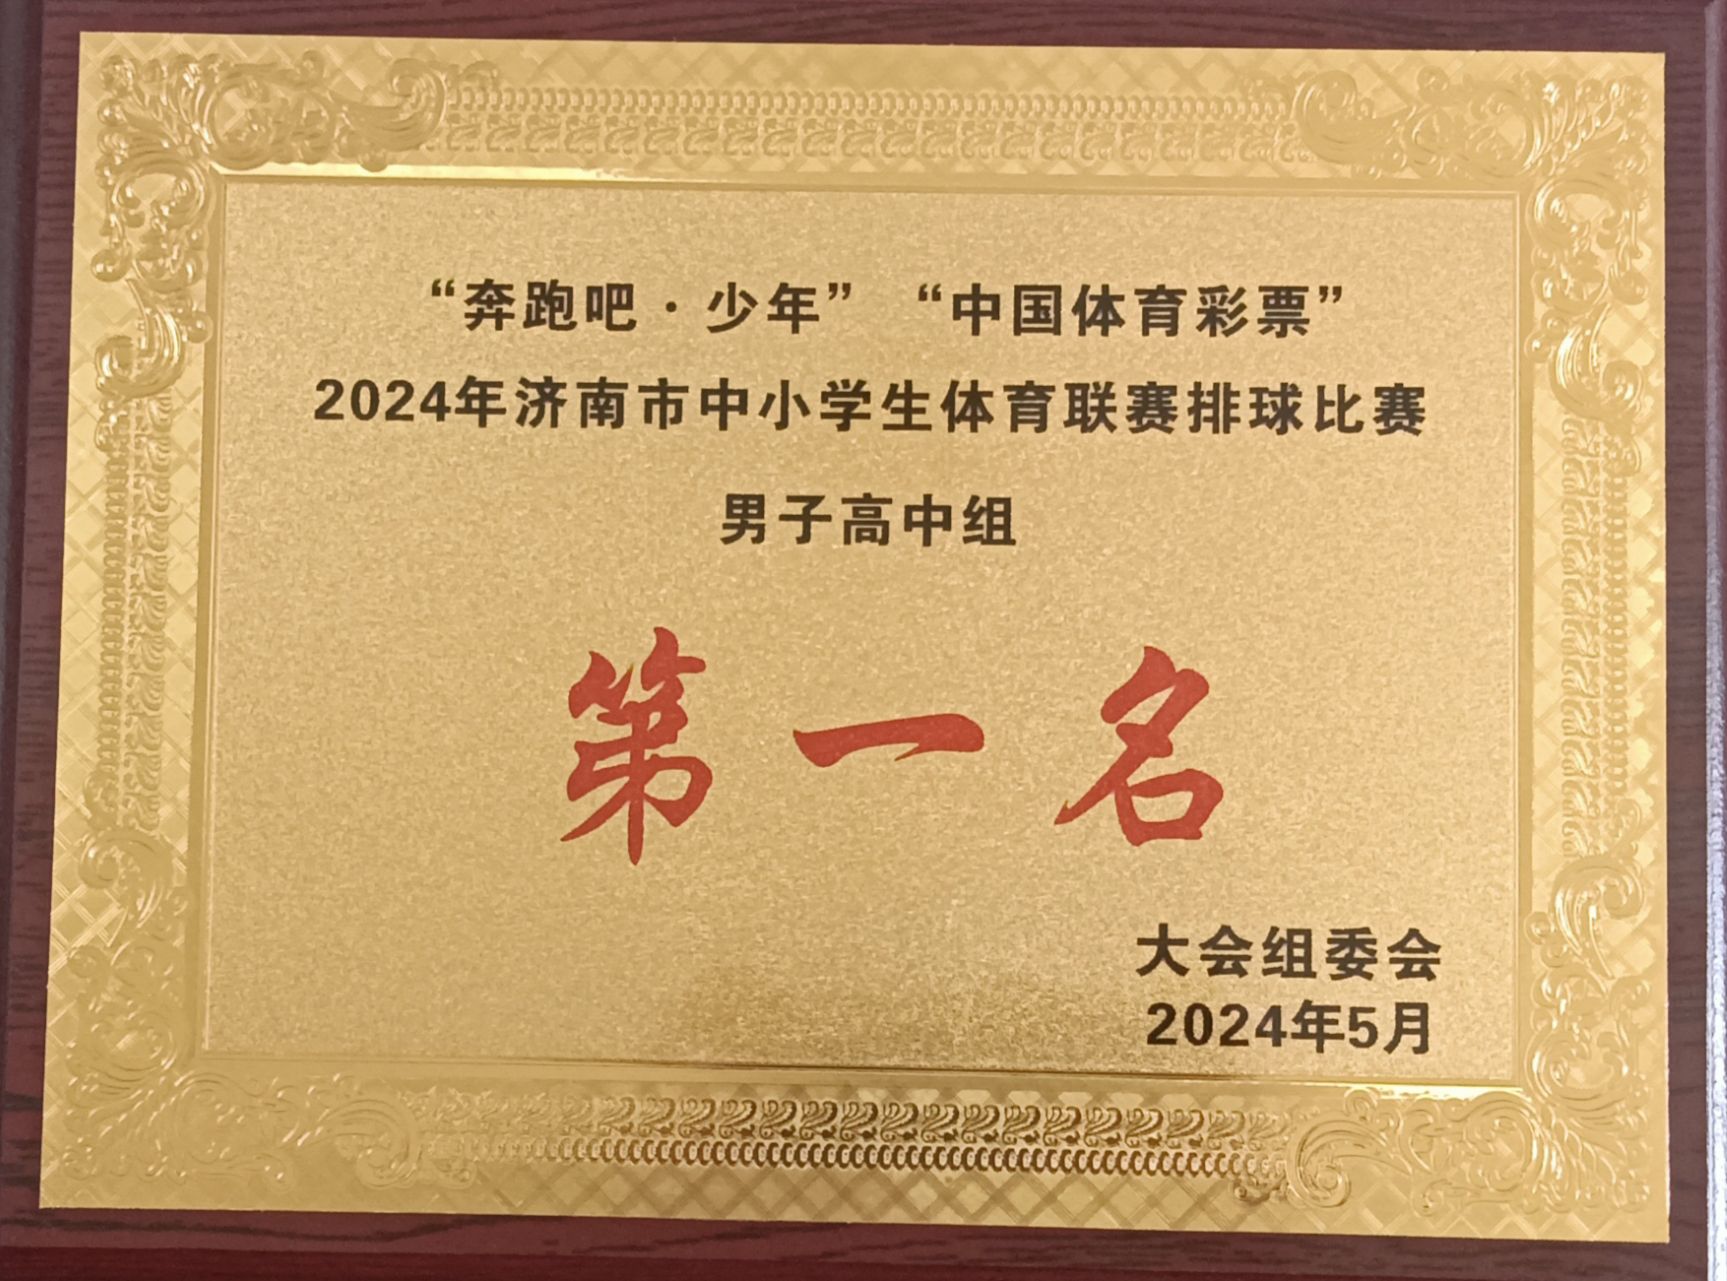 “奔跑吧·少年” “中国体育彩票”
2024年济南市中小学生体育联赛排球比赛
男子高中组
第一名
大会组委会
2024年5月